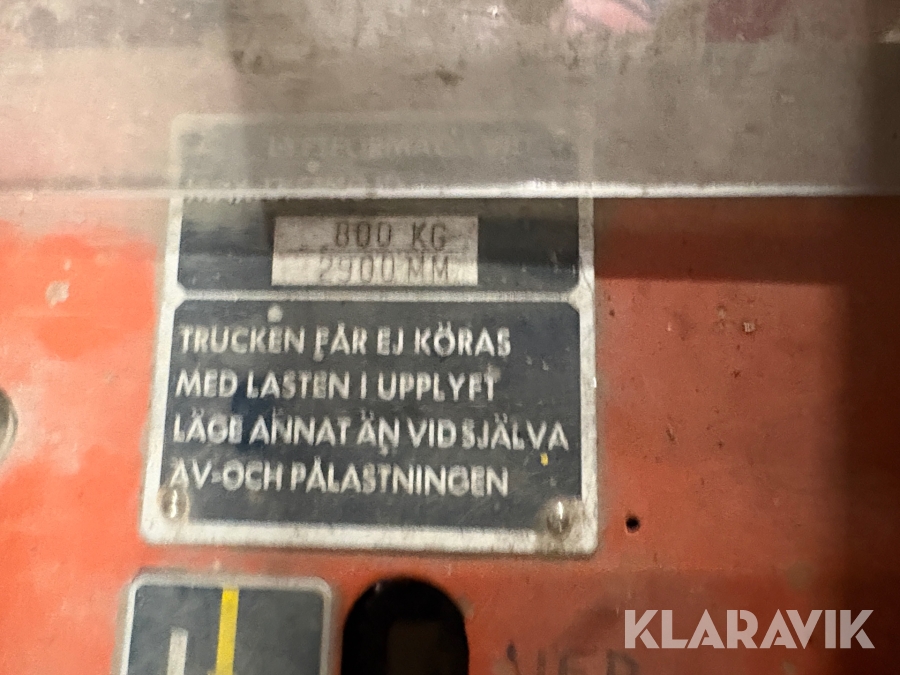 800 KG
2900 MM
TRUCKEN FÅR EJ KÖRAS
MED LASTEN I UPPLYFT
LÄGE ANNAT ÄN VID SJÄLVA
AV-OCH PÅLASTNINGEN
KLARAVIK